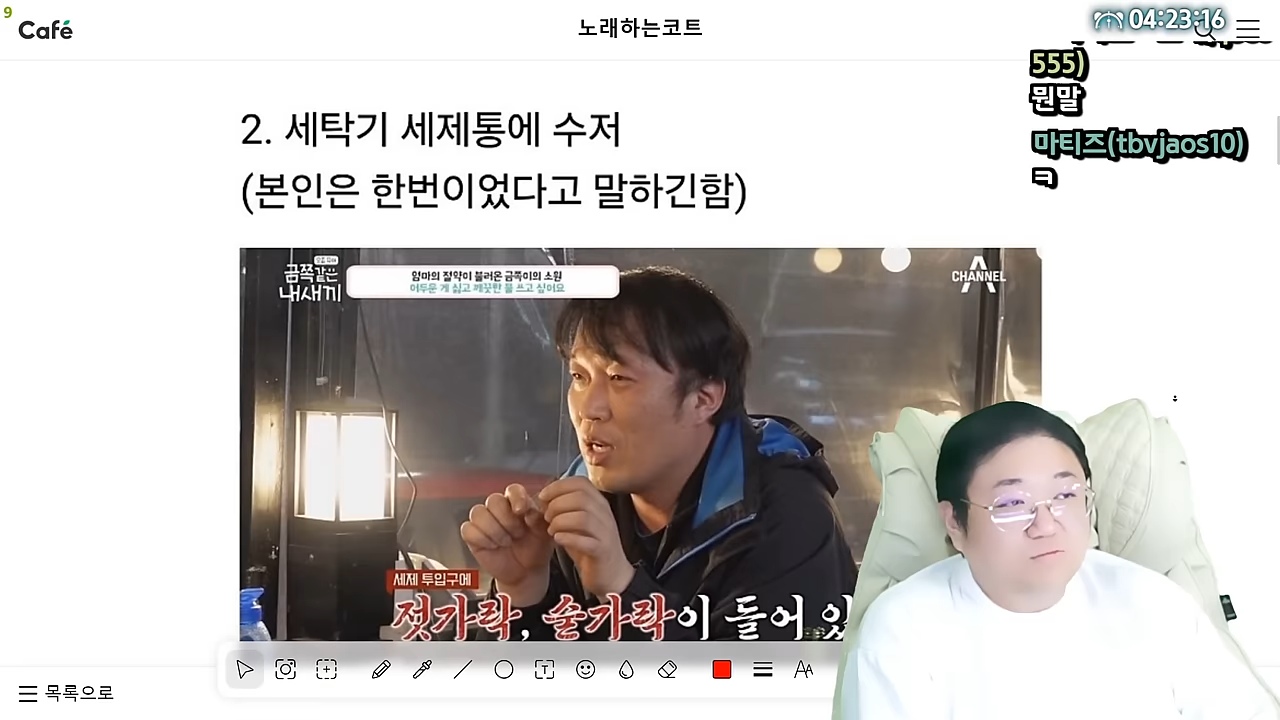 9
Café
노래하는코트
04:23:16
555)
뭔말
마티즈(tbvjaos10)
ㅋ
2. 세탁기 세제통에 수저
(본인은 한번이었다고 말하긴함)
금쪽같은
내새끼
엄마의 절약이 불러온 금쪽이의 소원
어두운 게 싫고 깨끗한 물 쓰고 싶어요
CHANNEL
A
세제 투입구에
젓가락, 숟가락이 들어 있
T
AA
목록으로